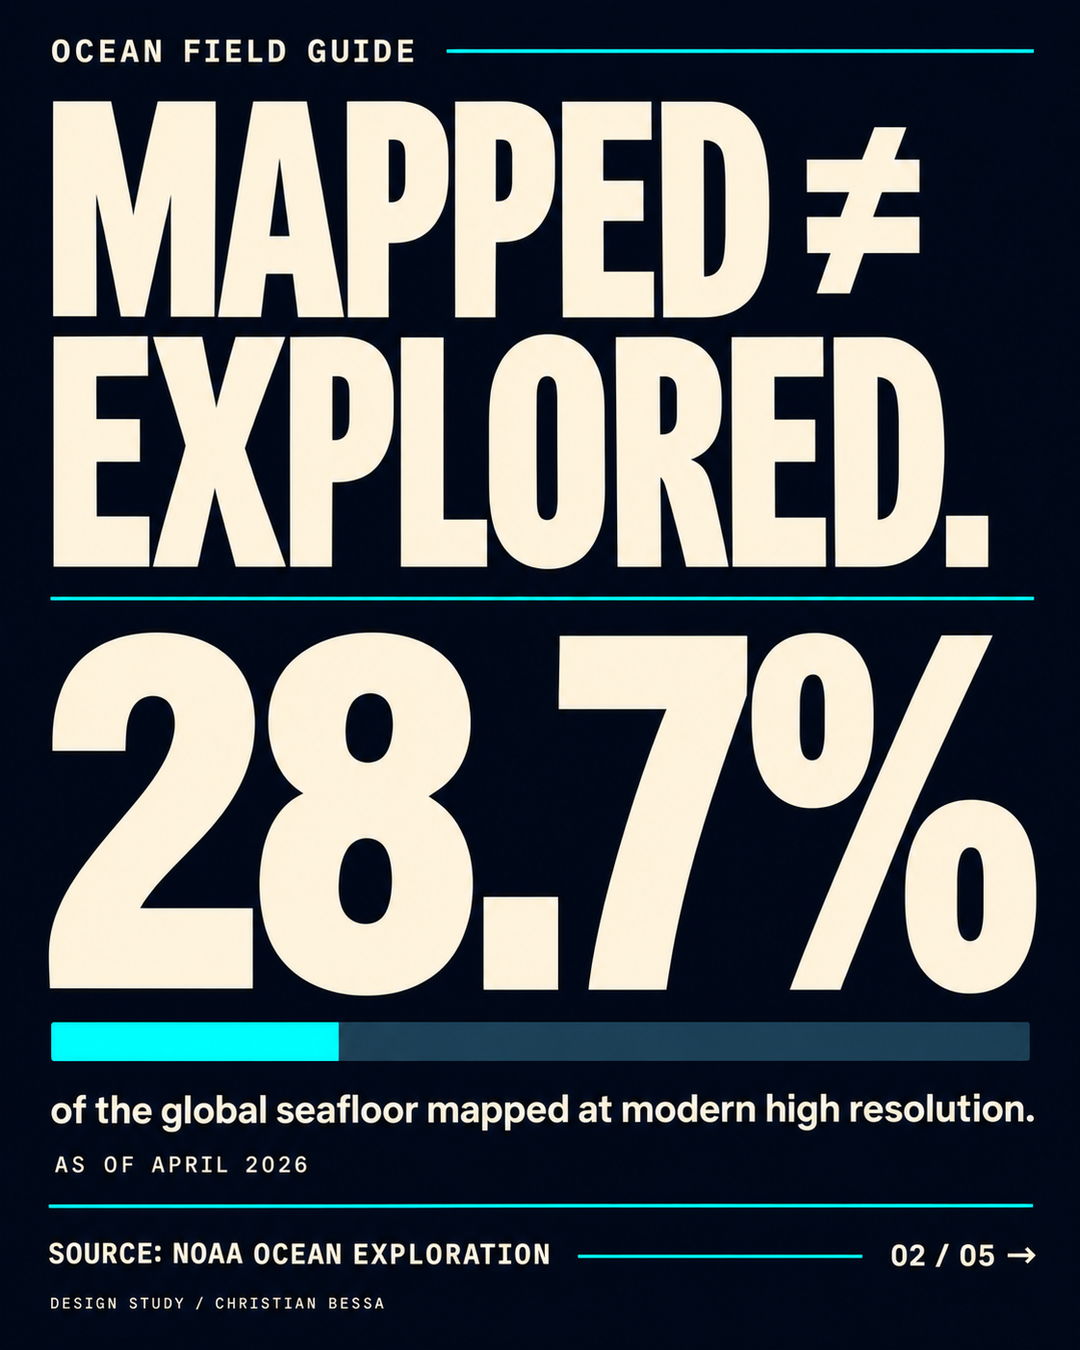 OCEAN FIELD GUIDE
MAPPED ≠
EXPLORED.
28.7%
of the global seafloor mapped at modern high resolution.
AS OF APRIL 2026
SOURCE: NOAA OCEAN EXPLORATION
02 / 05 →
DESIGN STUDY / CHRISTIAN BESSA